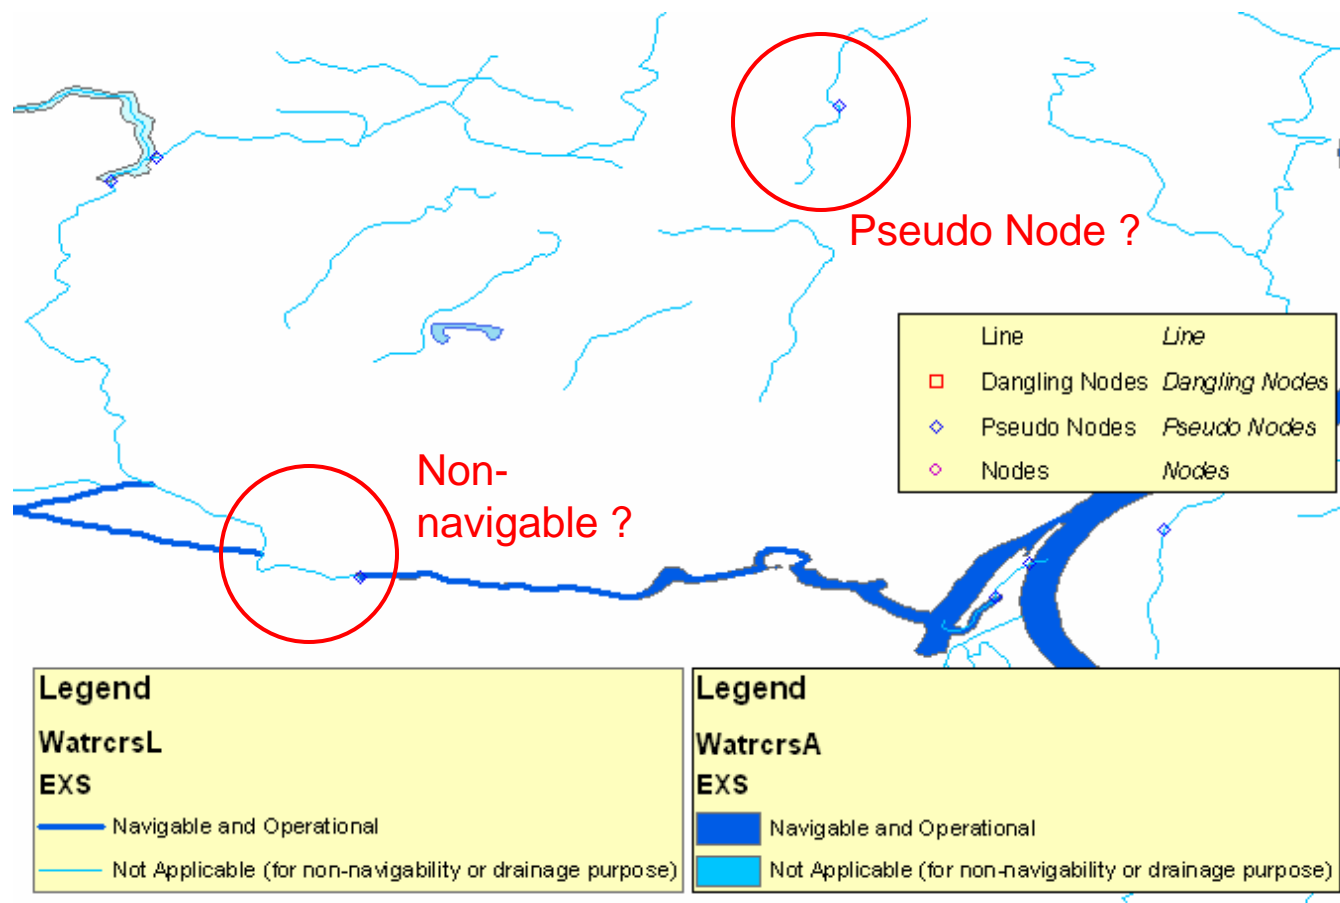 Pseudo Node ?
Line Line
Dangling Nodes Dangling Nodes
Pseudo Nodes Pseudo Nodes
Nodes Nodes
Non-
navigable ?
Legend
WatrcrsL
EXS
Navigable and Operational
Not Applicable (for non-navigability or drainage purpose)
Legend
WatrcrsA
EXS
Navigable and Operational
Not Applicable (for non-navigability or drainage purpose)